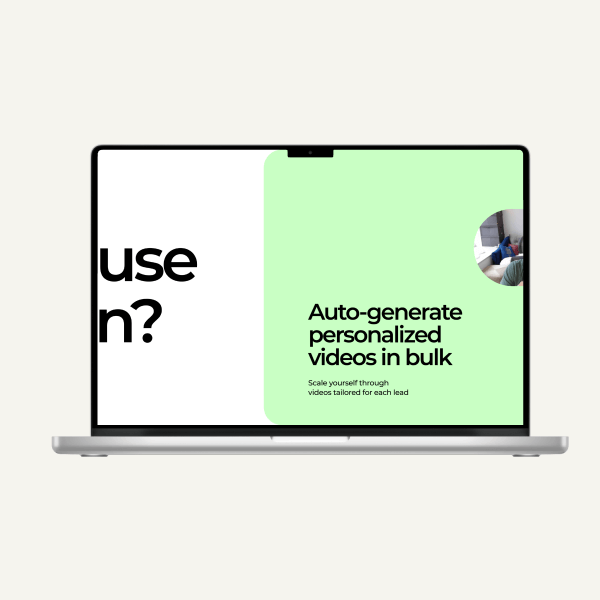 use
n?
Auto-generate
personalized
videos in bulk
Scale yourself through
videos tailored for each lead